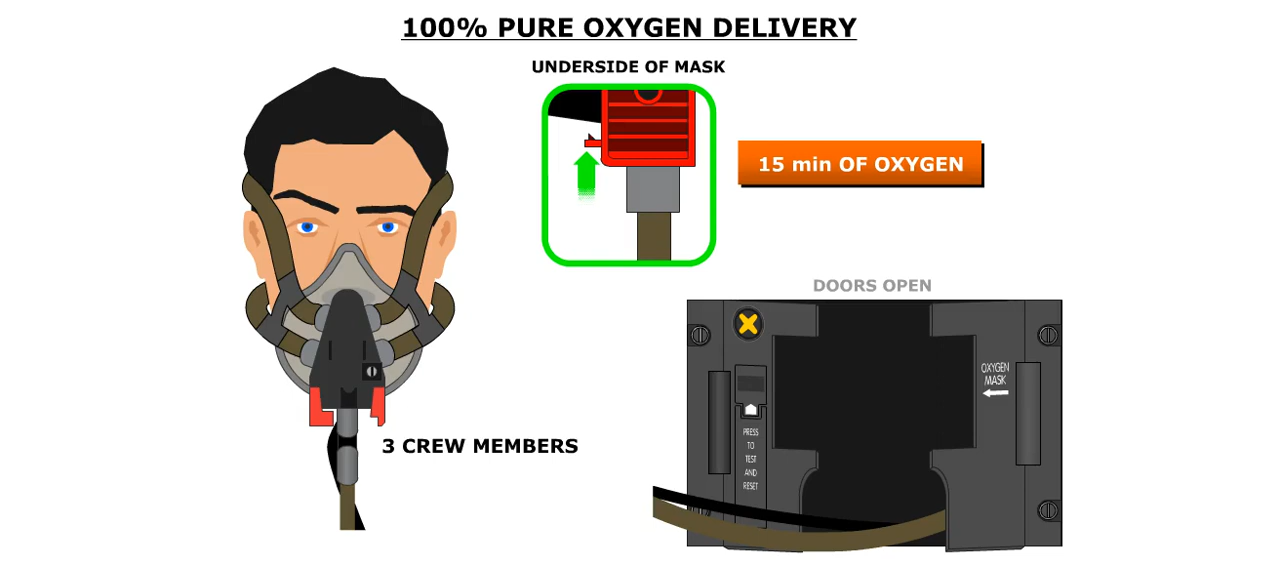 100% PURE OXYGEN DELIVERY
UNDERSIDE OF MASK
15 min OF OXYGEN
DOORS OPEN
OXYGEN
MASK
PRESS
TO
TEST
AND
RESET
3 CREW MEMBERS